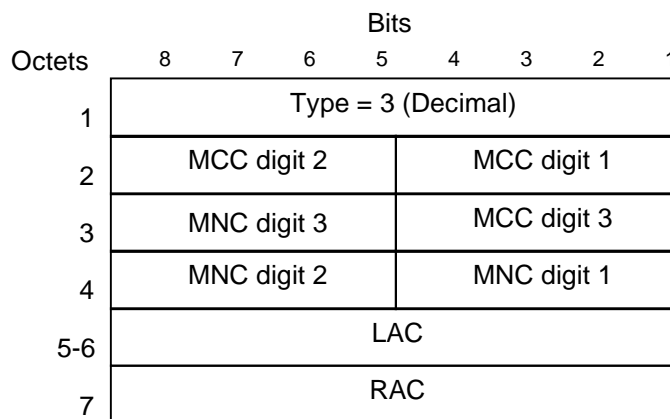 Bits
Octets 8 7 6 5 4 3 2 1
1 Type = 3 (Decimal)
2 MCC digit 2 MCC digit 1
3 MNC digit 3 MCC digit 3
4 MNC digit 2 MNC digit 1
5-6 LAC
7 RAC